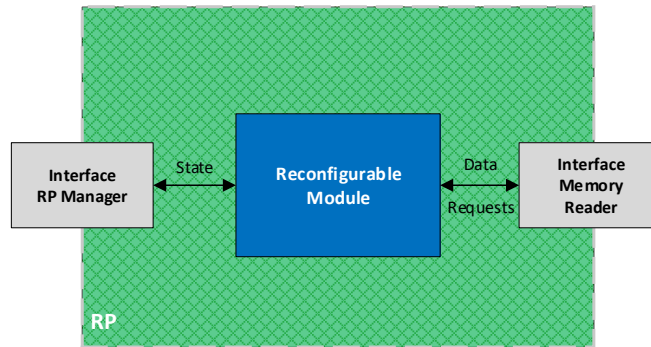 Interface
RP Manager
State
Reconfigurable
Module
Data
Requests
Interface
Memory
Reader
RP